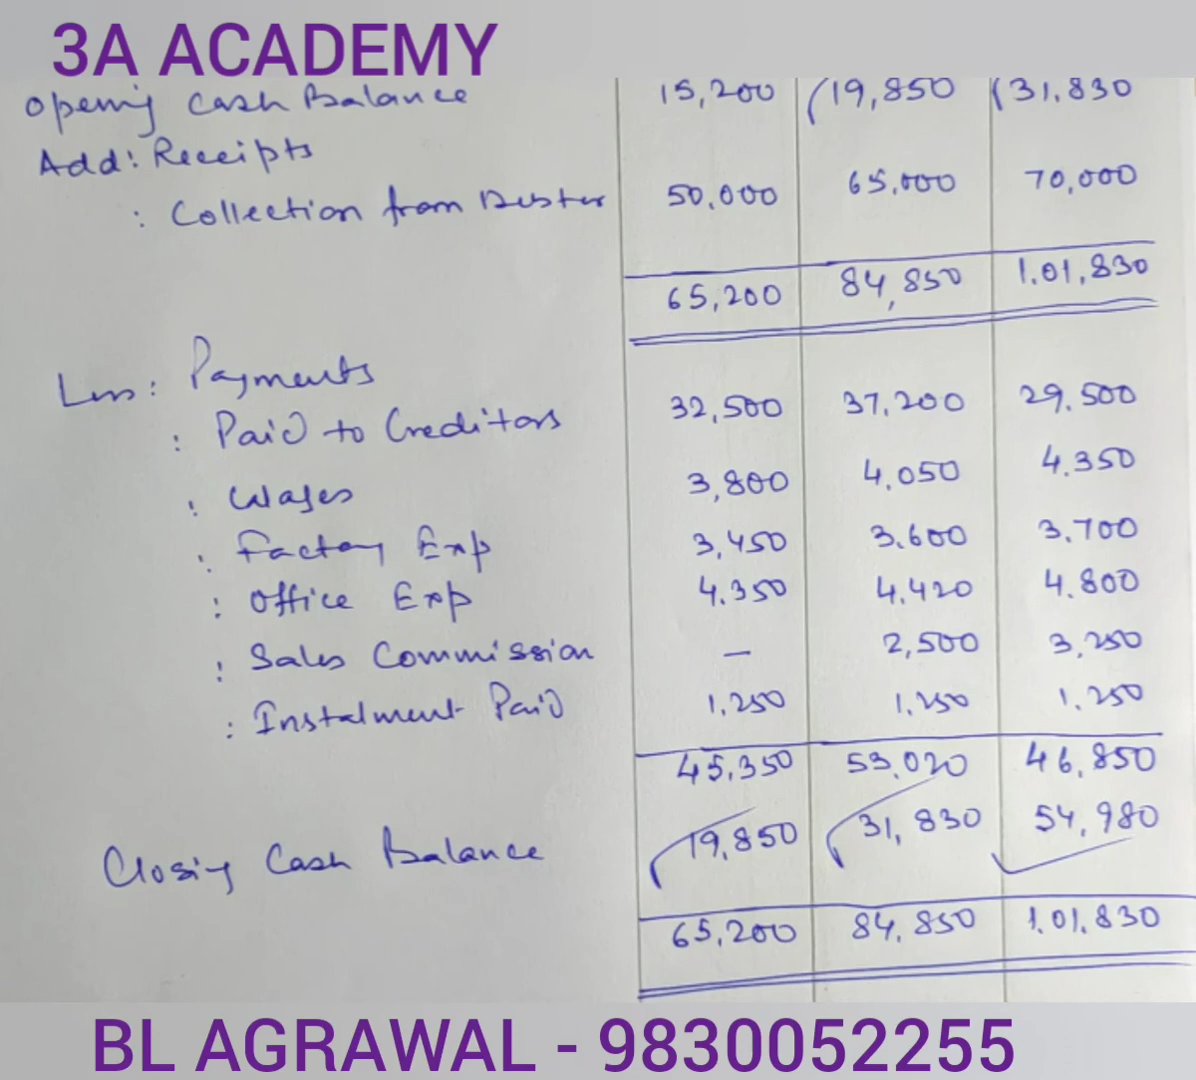 3A ACADEMY
Opening Cash Balance 15,200 19,850 31,830
Add: Receipts
: Collection from Debtor 50,000 65,000 70,000
65,200 84,850 1,01,830
Less: Payments
: Paid to Creditors 32,500 37,200 29,500
: Wages 3,800 4,050 4,350
: Factory Exp 3,450 3,600 3,700
: Office Exp 4,350 4,420 4,800
: Sales Commission — 2,500 3,250
: Instalment Paid 1,250 1,250 1,250
45,350 53,020 46,850
Closing Cash Balance 19,850 31,830 54,980
65,200 84,850 1,01,830
BL AGRAWAL - 9830052255